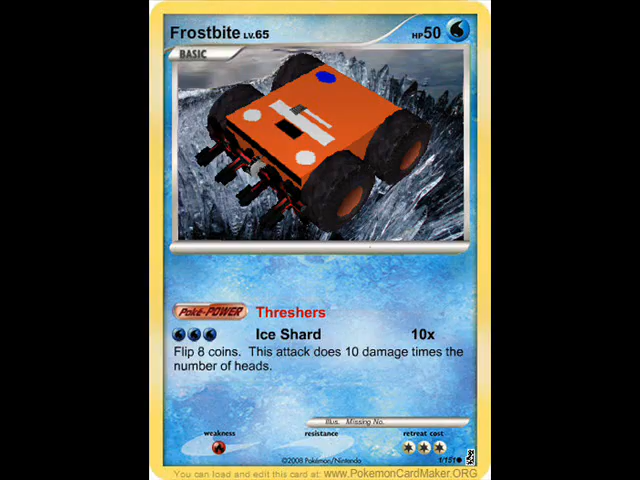 Frostbite LV.65
HP 50
BASIC
Poké-POWER Threshers
Ice Shard 10x
Flip 8 coins. This attack does 10 damage times the
number of heads.
Illus. Missing No.
weakness resistance retreat cost
©2008 Pokémon/Nintendo
1/151
You can load and edit this card at: www.PokemonCardMaker.ORG